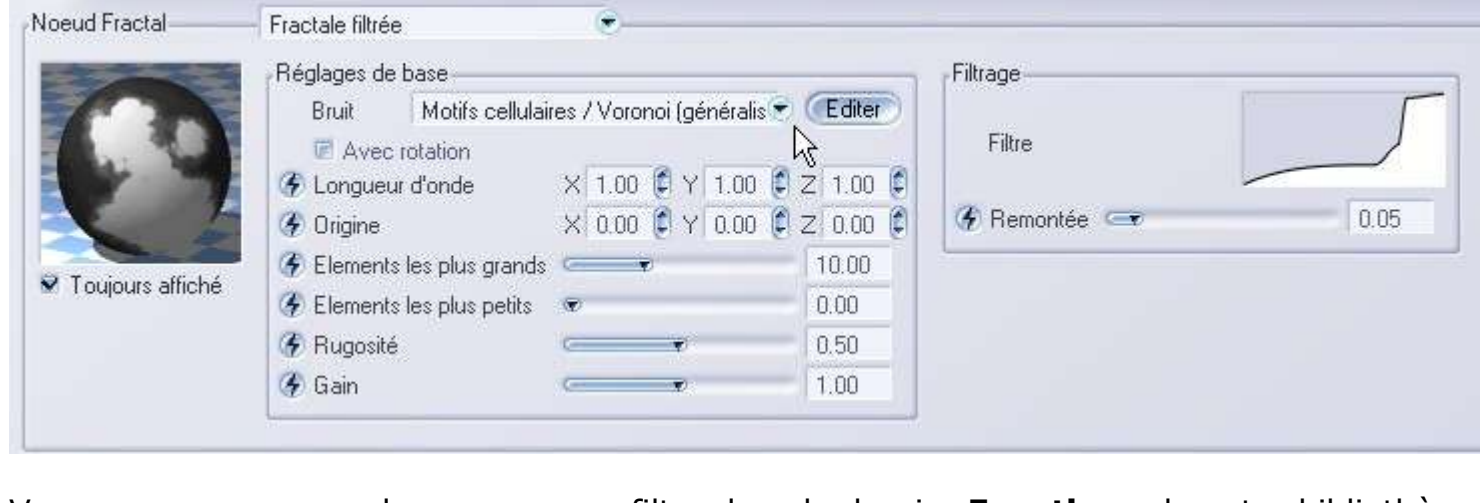 Noeud Fractal
Fractale filtrée
Toujours affiché
Réglages de base
Bruit Motifs cellulaires / Voronoi (généralis Editer
Avec rotation
Longueur d'onde X 1.00 Y 1.00 Z 1.00
Origine X 0.00 Y 0.00 Z 0.00
Elements les plus grands 10.00
Elements les plus petits 0.00
Rugosité 0.50
Gain 1.00
Filtrage
Filtre
Remontée 0.05